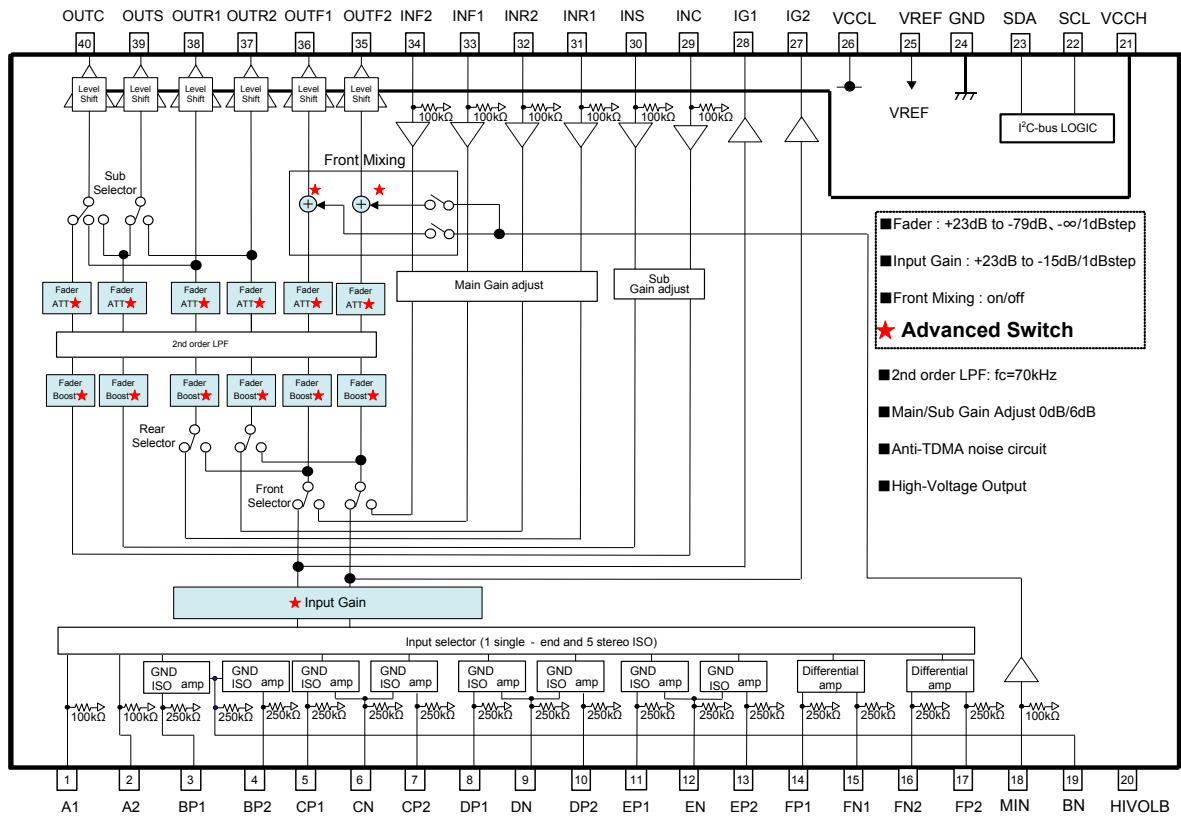 OUTC OUTS OUTR1 OUTR2 OUTF1 OUTF2 INF2 INF1 INR2 INR1 INS INC IG1 IG2 VCCL VREF GND SDA SCL VCCH
40 39 38 37 36 35 34 33 32 31 30 29 28 27 26 25 24 23 22 21
Level Shift Level Shift Level Shift Level Shift Level Shift Level Shift
100kΩ 100kΩ 100kΩ 100kΩ 100kΩ 100kΩ
VREF
I²C-bus LOGIC
Front Mixing
Sub Selector
+ +
■Fader : +23dB to -79dB、-∞/1dBstep
■Input Gain : +23dB to -15dB/1dBstep
■Front Mixing : on/off
★ Advanced Switch
■2nd order LPF: fc=70kHz
■Main/Sub Gain Adjust 0dB/6dB
■Anti-TDMA noise circuit
■High-Voltage Output
Main Gain adjust
Sub Gain adjust
Fader ATT★ Fader ATT★ Fader ATT★ Fader ATT★ Fader ATT★ Fader ATT★
2nd order LPF
Fader Boost★ Fader Boost★ Fader Boost★ Fader Boost★ Fader Boost★ Fader Boost★
Rear Selector
Front Selector
★ Input Gain
Input selector (1 single - end and 5 stereo ISO)
GND ISO amp GND ISO amp GND ISO amp GND ISO amp GND ISO amp GND ISO amp GND ISO amp GND ISO amp Differential amp Differential amp
100kΩ 100kΩ 250kΩ 250kΩ 250kΩ 250kΩ 250kΩ 250kΩ 250kΩ 250kΩ 250kΩ 250kΩ 250kΩ 250kΩ 250kΩ 250kΩ 250kΩ 250kΩ 100kΩ
1 2 3 4 5 6 7 8 9 10 11 12 13 14 15 16 17 18 19 20
A1 A2 BP1 BP2 CP1 CN CP2 DP1 DN DP2 EP1 EN EP2 FP1 FN1 FN2 FP2 MIN BN HIVOLB